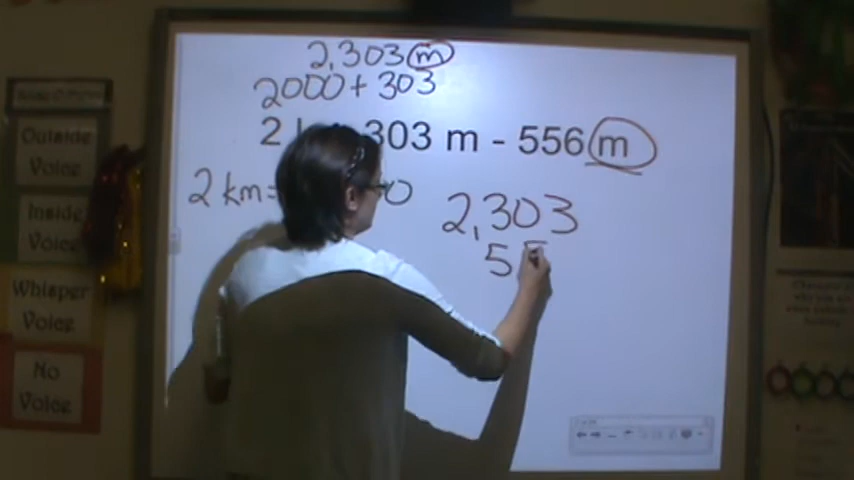 2,303 m
2000 + 303
2 303 m - 556 m
2 km = 0
2,303
55
Outside
Voice
Inside
Voice
Whisper
Voice
No
Voice